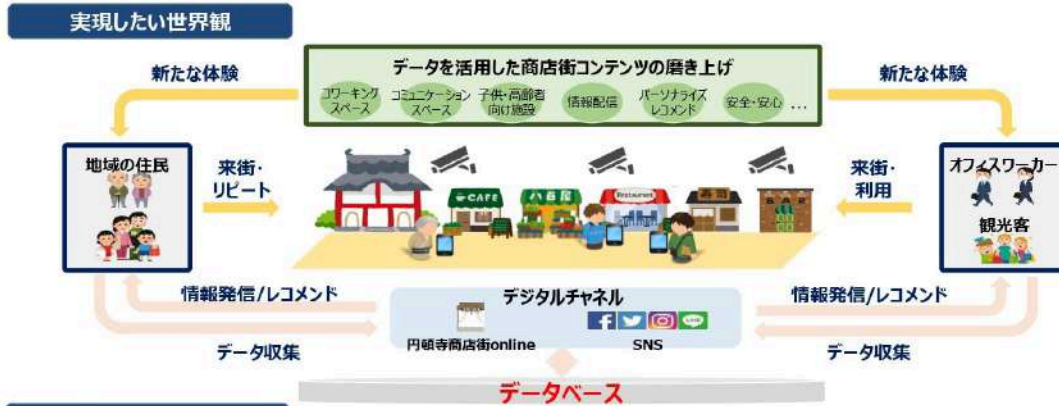 実現したい世界観
データを活用した商店街コンテンツの磨き上げ
新たな体験
新たな体験
コワーキング
スペース
コミュニケーション
スペース
子供・高齢者
向け施設
情報配信
パーソナライズ
レコメンド
安全・安心
…
地域の住民
来街・
リピート
CAFE
八百屋
Restaurant
寿司
BAR
来街・
利用
オフィスワーカー
観光客
情報発信/レコメンド
デジタルチャネル
情報発信/レコメンド
LINE
円頓寺商店街online
SNS
データ収集
データ収集
データベース